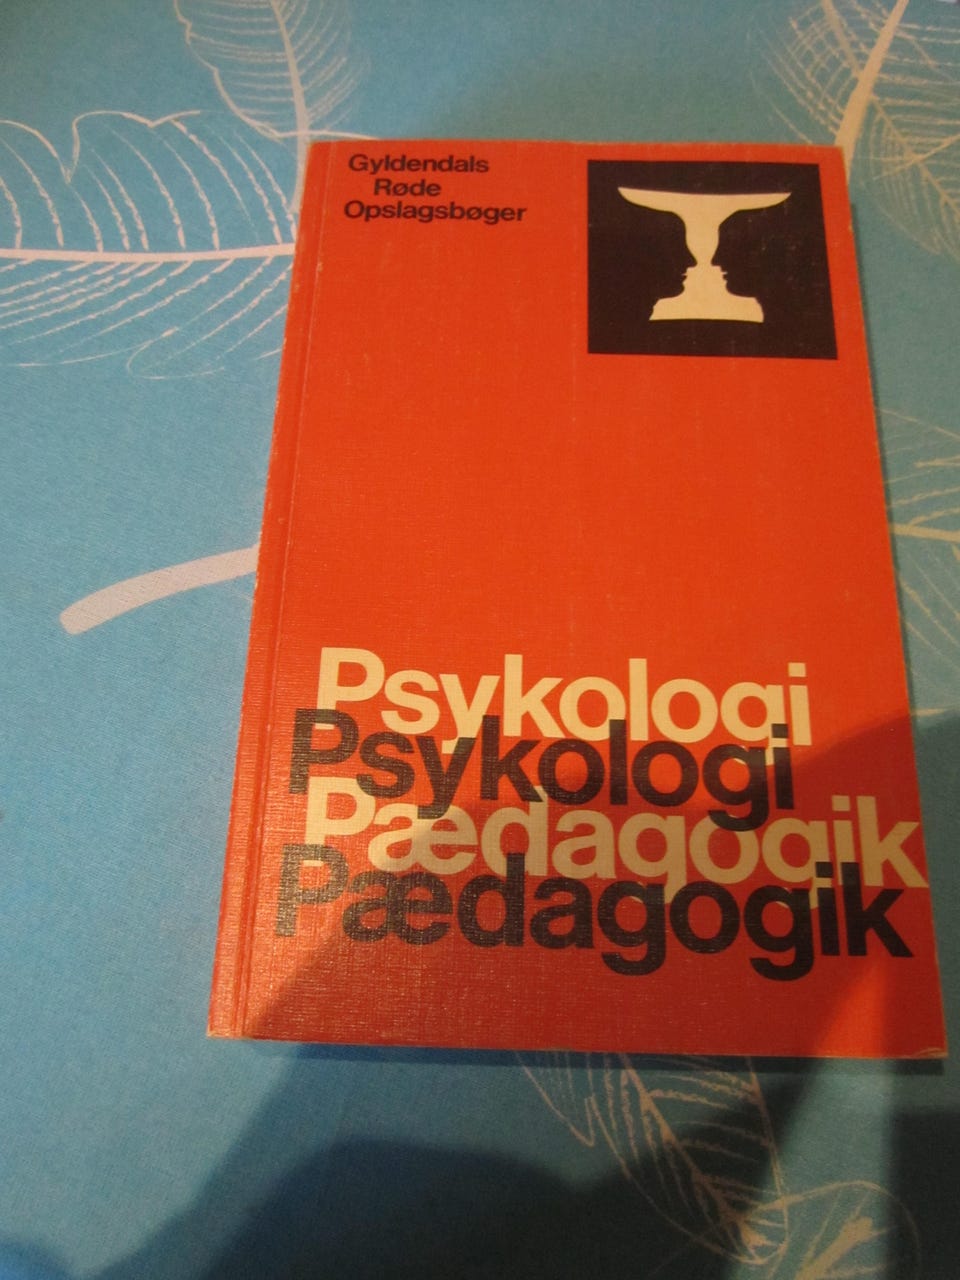 Gyldendals
Røde
Opslagsbøger
Psykologi
Psykologi
Pædagogik
Pædagogik